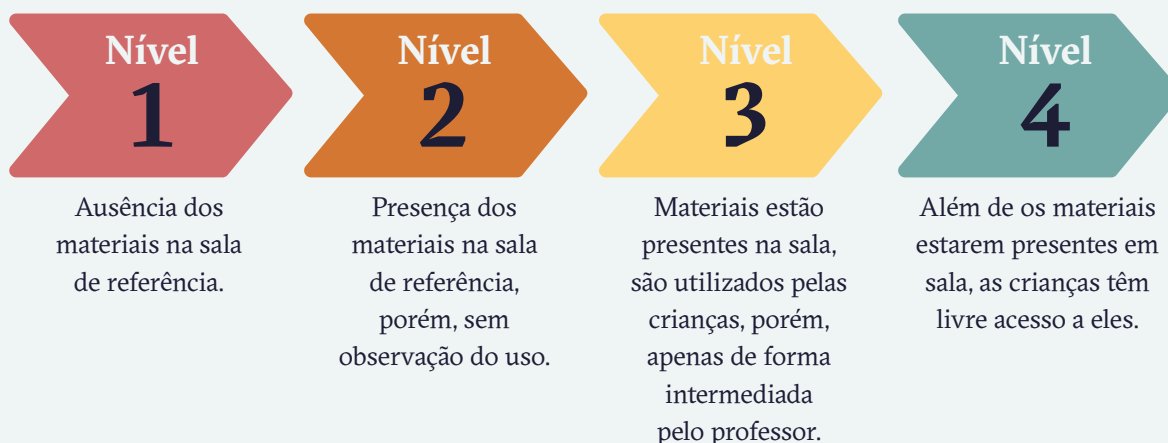 Nível
1
Ausência dos
materiais na sala
de referência.
Nível
2
Presença dos
materiais na sala
de referência,
porém, sem
observação do uso.
Nível
3
Materiais estão
presentes na sala,
são utilizados pelas
crianças, porém,
apenas de forma
intermediada
pelo professor.
Nível
4
Além de os materiais
estarem presentes em
sala, as crianças têm
livre acesso a eles.